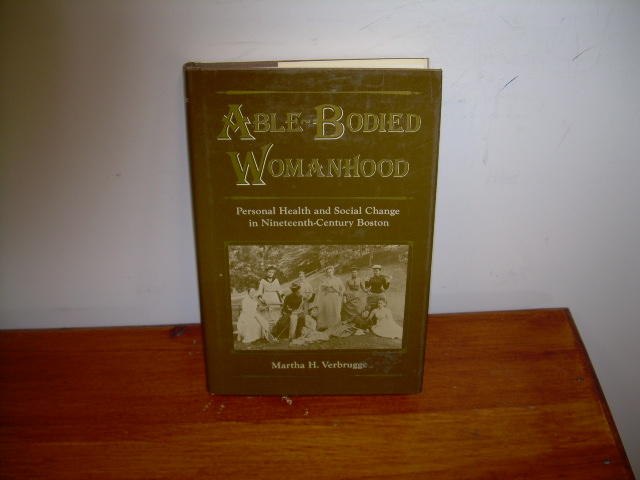 Able-Bodied
Womanhood
Personal Health and Social Change
in Nineteenth-Century Boston
Martha H. Verbrugge